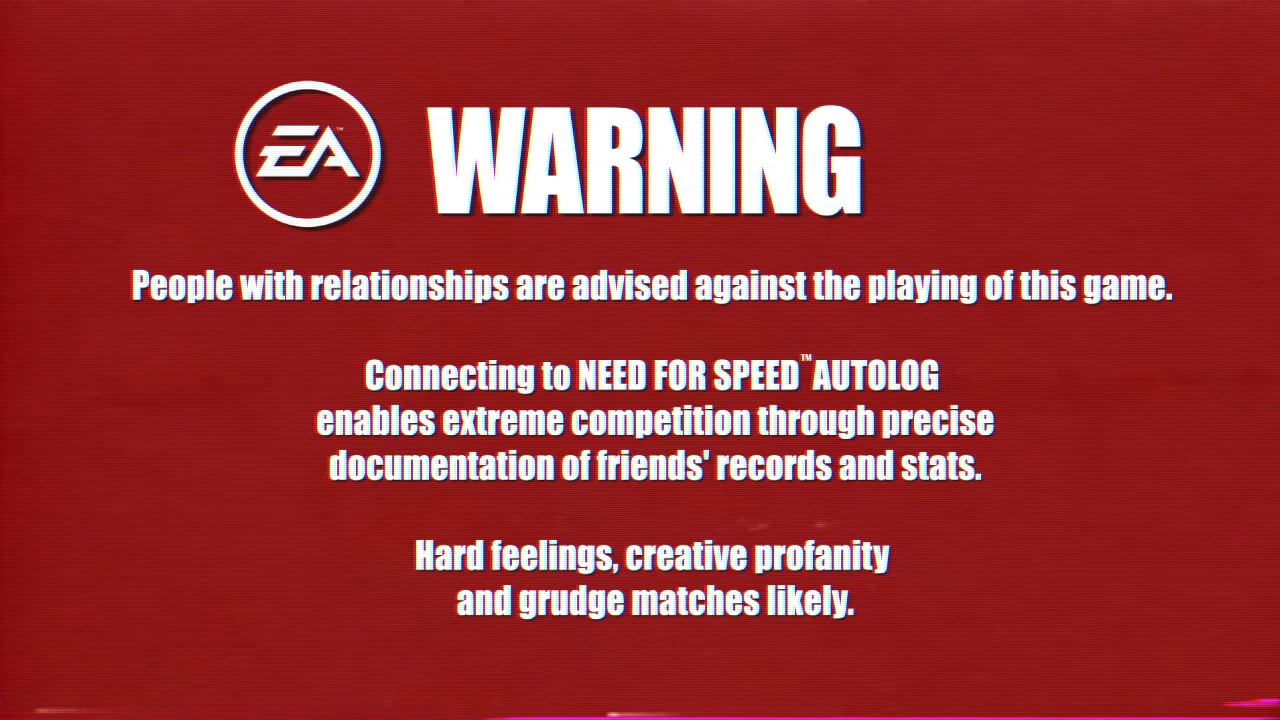 EA™ WARNING
People with relationships are advised against the playing of this game.
Connecting to NEED FOR SPEED™ AUTOLOG
enables extreme competition through precise
documentation of friends' records and stats.
Hard feelings, creative profanity
and grudge matches likely.